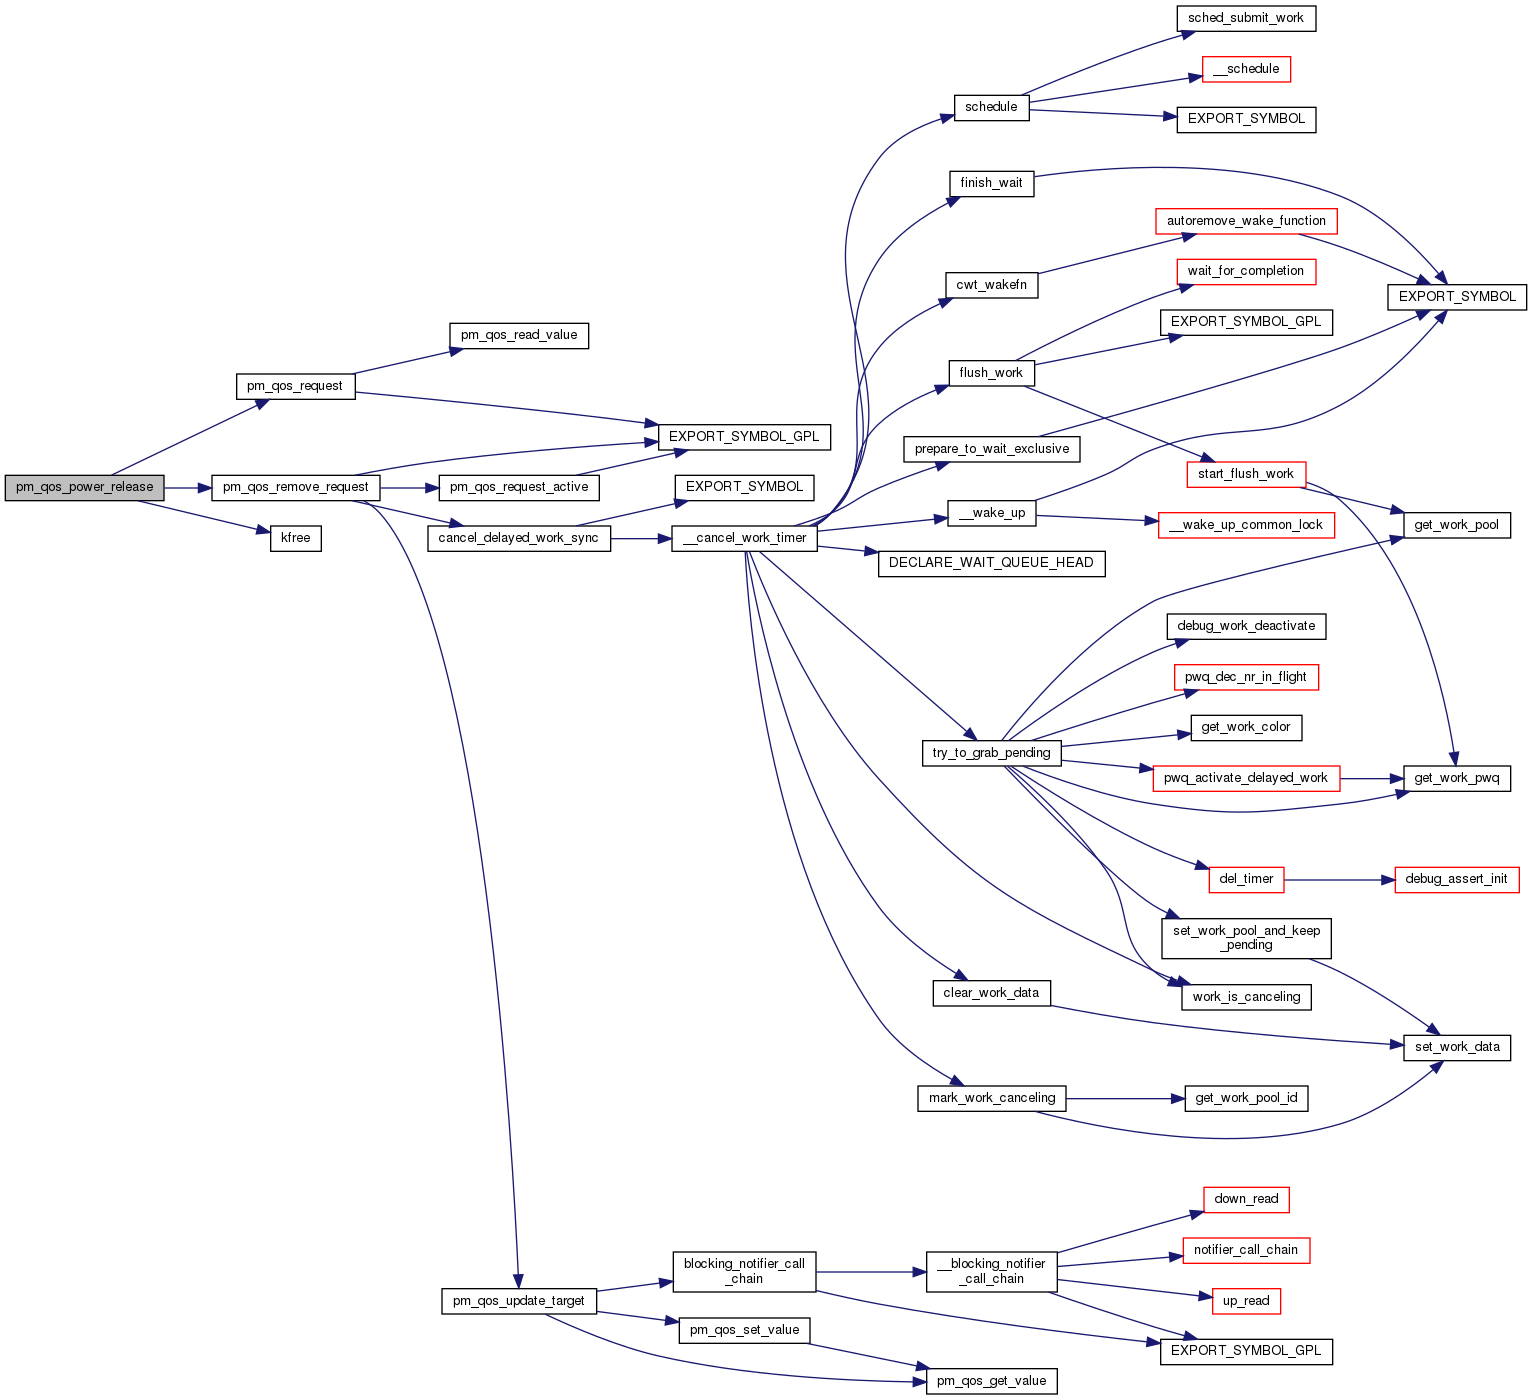 sched_submit_work
__schedule
schedule
EXPORT_SYMBOL
finish_wait
autoremove_wake_function
wait_for_completion
cwt_wakefn
EXPORT_SYMBOL
EXPORT_SYMBOL_GPL
pm_qos_read_value
flush_work
pm_qos_request
EXPORT_SYMBOL_GPL
prepare_to_wait_exclusive
start_flush_work
pm_qos_power_release
pm_qos_remove_request
pm_qos_request_active
EXPORT_SYMBOL
__wake_up
__wake_up_common_lock
get_work_pool
kfree
cancel_delayed_work_sync
__cancel_work_timer
DECLARE_WAIT_QUEUE_HEAD
debug_work_deactivate
pwq_dec_nr_in_flight
get_work_color
try_to_grab_pending
pwq_activate_delayed_work
get_work_pwq
del_timer
debug_assert_init
set_work_pool_and_keep
_pending
clear_work_data
work_is_canceling
set_work_data
mark_work_canceling
get_work_pool_id
down_read
notifier_call_chain
blocking_notifier_call
_chain
__blocking_notifier
_call_chain
up_read
pm_qos_update_target
pm_qos_set_value
EXPORT_SYMBOL_GPL
pm_qos_get_value